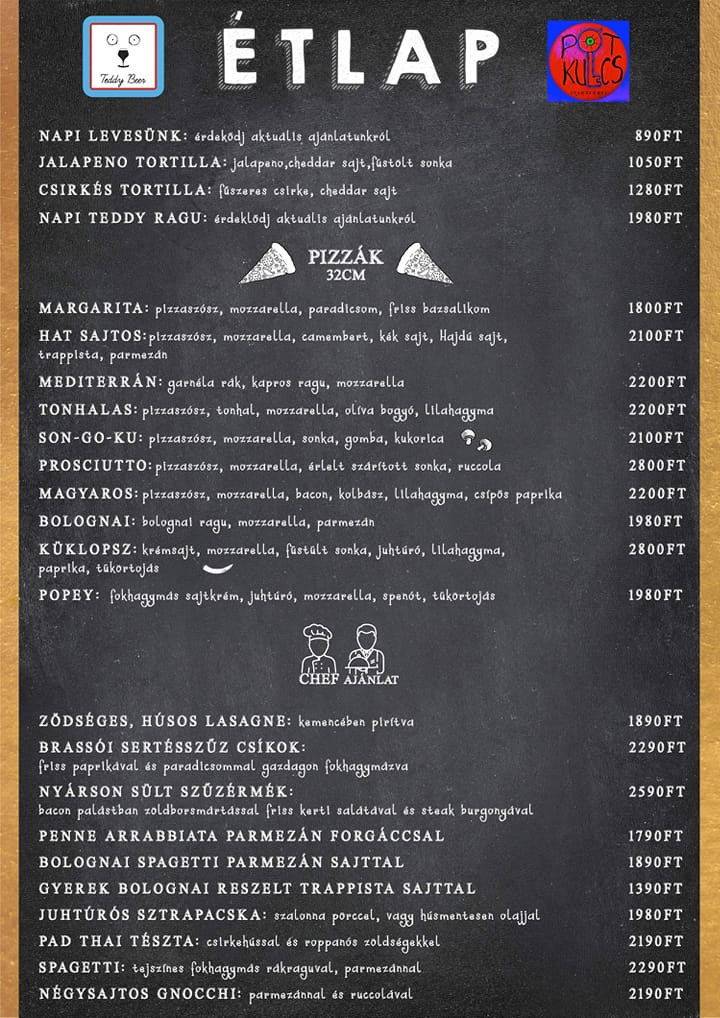 Teddy Beer
ÉTLAP
POTKULCS
NAPI LEVESÜNK: érdeködj aktuális ajánlatunkról 890FT
JALAPENO TORTILLA: jalapeno,cheddar sajt,füstolt sonka 1050FT
CSIRKÉS TORTILLA: fűszeres csirke, cheddar sajt 1280FT
NAPI TEDDY RAGU: érdeklődj aktuális ajánlatunkról 1980FT
PIZZÁK
32CM
MARGARITA: pizzaszósz, mozzarella, paradicsom, friss bazsalikom 1800FT
HAT SAJTOS:pizzaszósz, mozzarella, camembert, kék sajt, Hajdú sajt, 2100FT
trappista, parmezán
MEDITERRÁN: garnéla rák, kapros ragu, mozzarella 2200FT
TONHALAS: pizzaszósz, tonhal, mozzarella, olíva bogyó, lilahagyma 2200FT
SON-GO-KU: pizzaszósz, mozzarella, sonka, gomba, kukorica 2100FT
PROSCIUTTO: pizzaszósz, mozzarella, érlelt szárított sonka, ruccola 2800FT
MAGYAROS: pizzaszósz, mozzarella, bacon, kolbász, lilahagyma, csípős paprika 2200FT
BOLOGNAI: bolognai ragu, mozzarella, parmezán 1980FT
KÜKLOPSZ: krémsajt, mozzarella, füstült sonka, juhtúró, lilahagyma, 2800FT
paprika, tükortojás
POPEY: fokhagymás sajtkrém, juhtúró, mozzarella, spenót, tükortojás 1980FT
CHEF AJÁNLAT
ZÖDSÉGES, HÚSOS LASAGNE: kemencében pirítva 1890FT
BRASSÓI SERTÉSSZŰZ CSÍKOK: 2290FT
friss paprikával és paradicsommal gazdagon fokhagymázva
NYÁRSON SÜLT SZŰZÉRMÉK: 2590FT
bacon palástban zoldborsmártással friss kerti salátával és steak burgonyával
PENNE ARRABBIATA PARMEZÁN FORGÁCCSAL 1790FT
BOLOGNAI SPAGETTI PARMEZÁN SAJTTAL 1890FT
GYEREK BOLOGNAI RESZELT TRAPPISTA SAJTTAL 1390FT
JUHTÚRÓS SZTRAPACSKA: szalonna porccel, vagy húsmentesen olajjal 1980FT
PAD THAI TÉSZTA: csirkehússal és roppanós zoldségekkel 2190FT
SPAGETTI: tejszínes fokhagymás rákraguval, parmezánnal 2290FT
NÉGYSAJTOS GNOCCHI: parmezánnal és ruccolával 2190FT